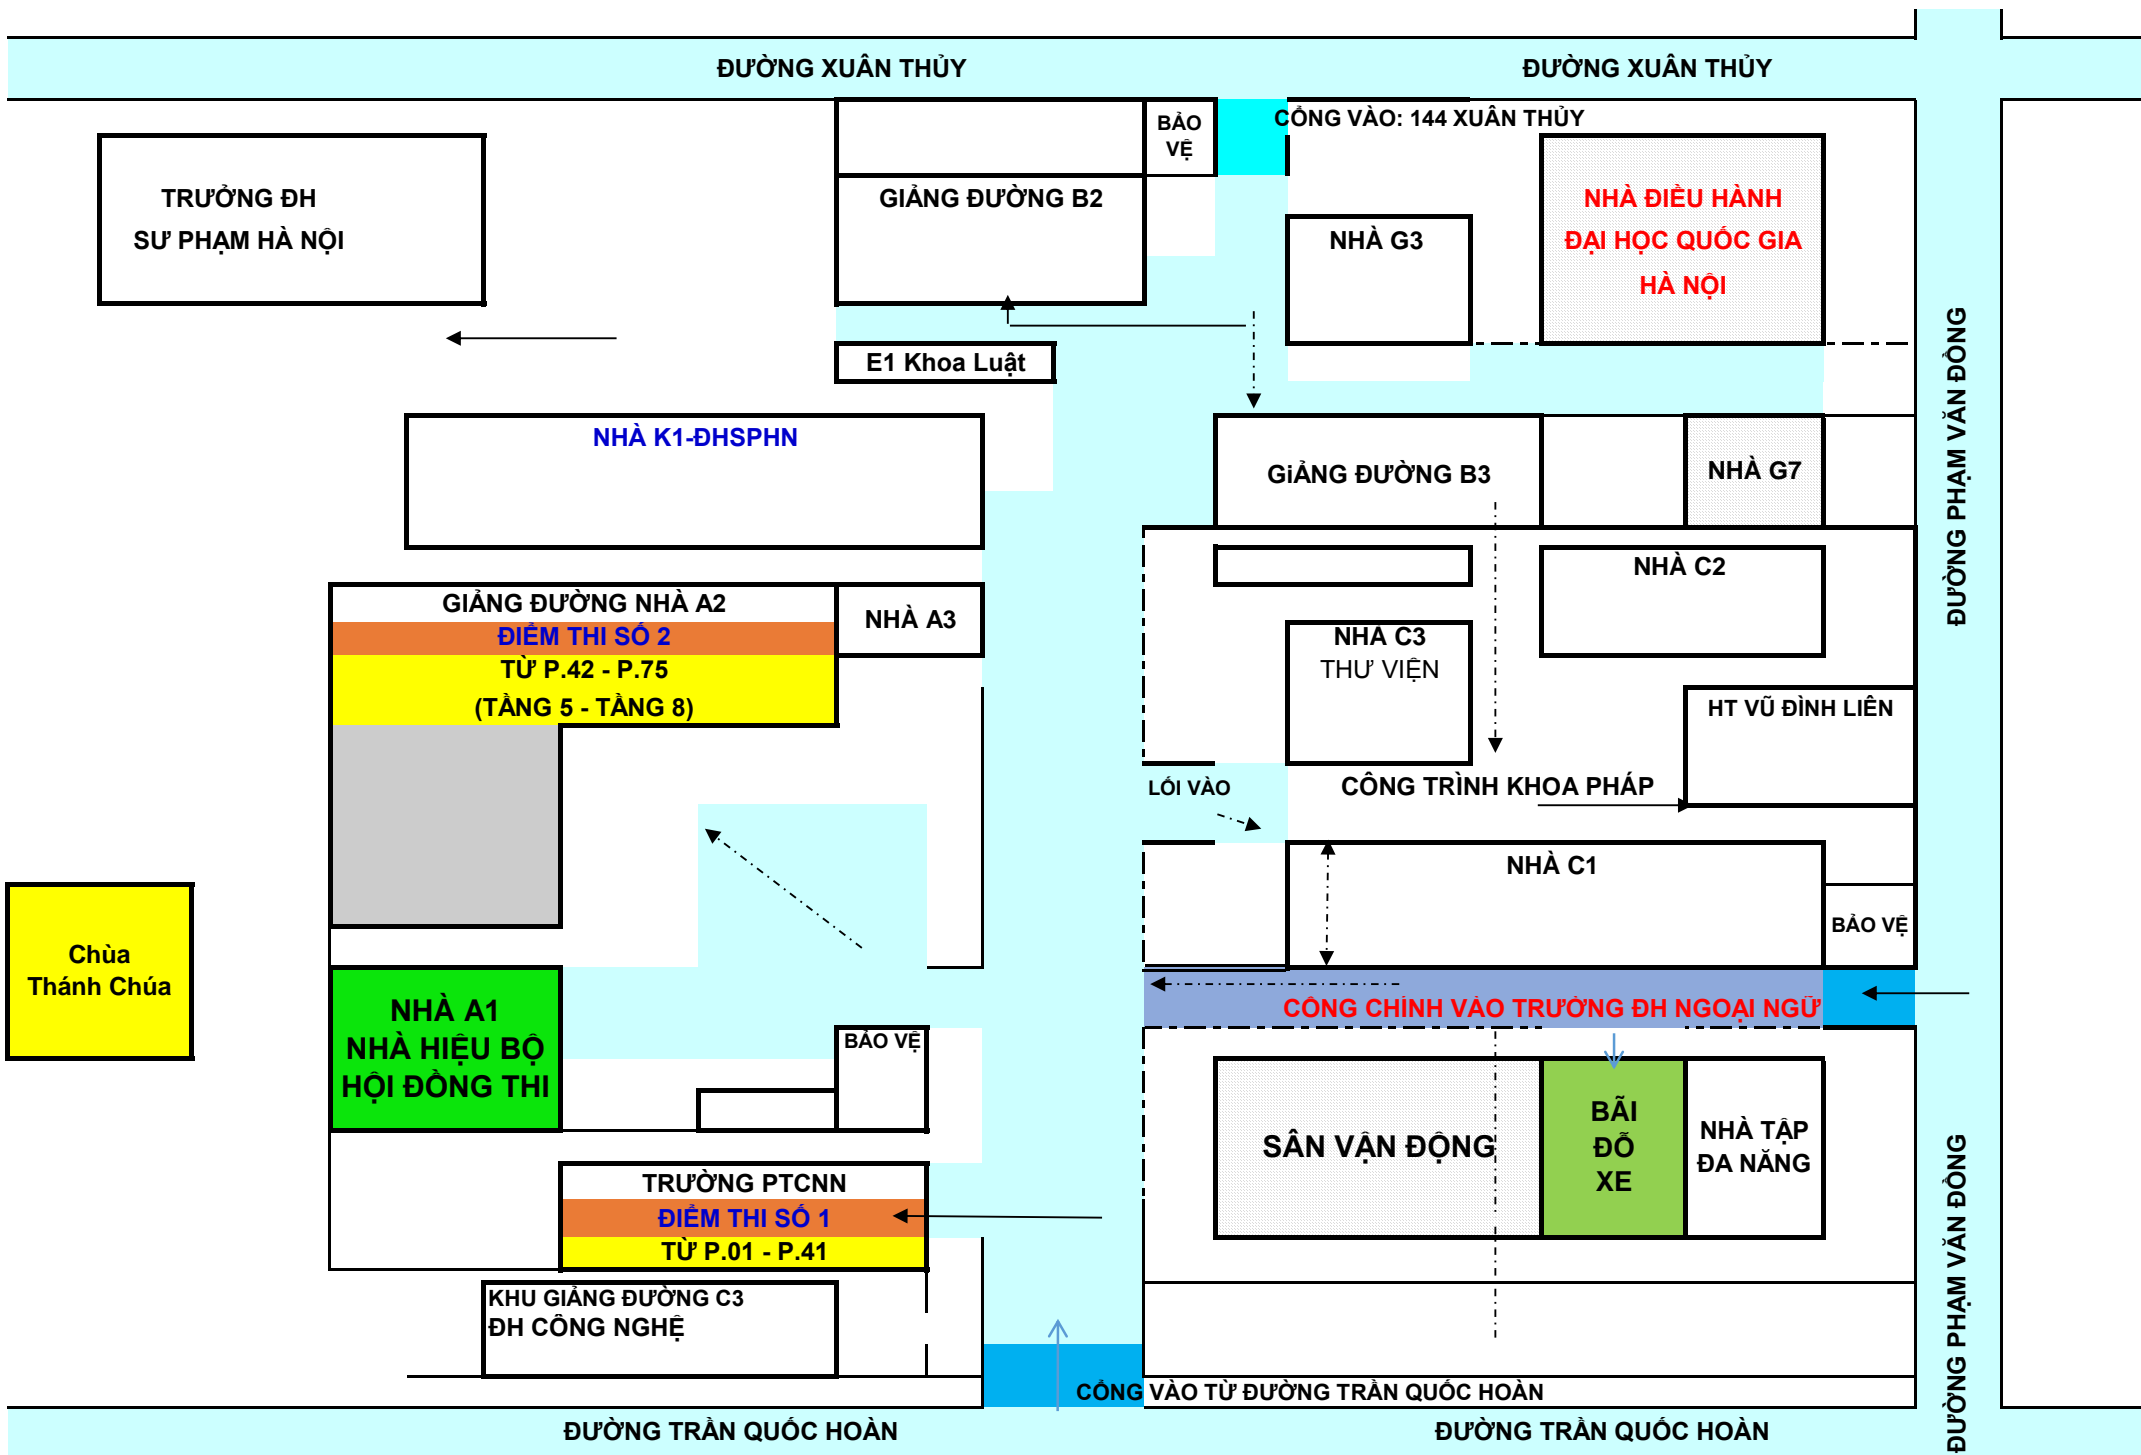 ĐƯỜNG XUÂN THỦY
ĐƯỜNG XUÂN THỦY
CỔNG VÀO: 144 XUÂN THỦY
BẢO
VỆ
TRƯỞNG ĐH
SƯ PHẠM HÀ NỘI
GIẢNG ĐƯỜNG B2
NHÀ G3
NHÀ ĐIỀU HÀNH
ĐẠI HỌC QUỐC GIA
HÀ NỘI
ĐƯỜNG PHẠM VĂN ĐỒNG
E1 Khoa Luật
NHÀ K1-ĐHSPHN
GiẢNG ĐƯỜNG B3
NHÀ G7
NHÀ C2
GIẢNG ĐƯỜNG NHÀ A2
ĐIỂM THI SỐ 2
TỪ P.42 - P.75
(TẦNG 5 - TẦNG 8)
NHÀ A3
NHÀ C3
THƯ VIỆN
HT VŨ ĐÌNH LIÊN
LỐI VÀO
CÔNG TRÌNH KHOA PHÁP
NHÀ C1
BẢO VỆ
Chùa
Thánh Chúa
NHÀ A1
NHÀ HIỆU BỘ
HỘI ĐỒNG THI
CỔNG CHÍNH VÀO TRƯỜNG ĐH NGOẠI NGỮ
BẢO VỆ
SÂN VẬN ĐỘNG
BÃI
ĐỖ
XE
NHÀ TẬP
ĐA NĂNG
ĐƯỜNG PHẠM VĂN ĐỒNG
TRƯỜNG PTCNN
ĐIỂM THI SỐ 1
TỪ P.01 - P.41
KHU GIẢNG ĐƯỜNG C3
ĐH CÔNG NGHỆ
CỔNG VÀO TỪ ĐƯỜNG TRẦN QUỐC HOÀN
ĐƯỜNG TRẦN QUỐC HOÀN
ĐƯỜNG TRẦN QUỐC HOÀN